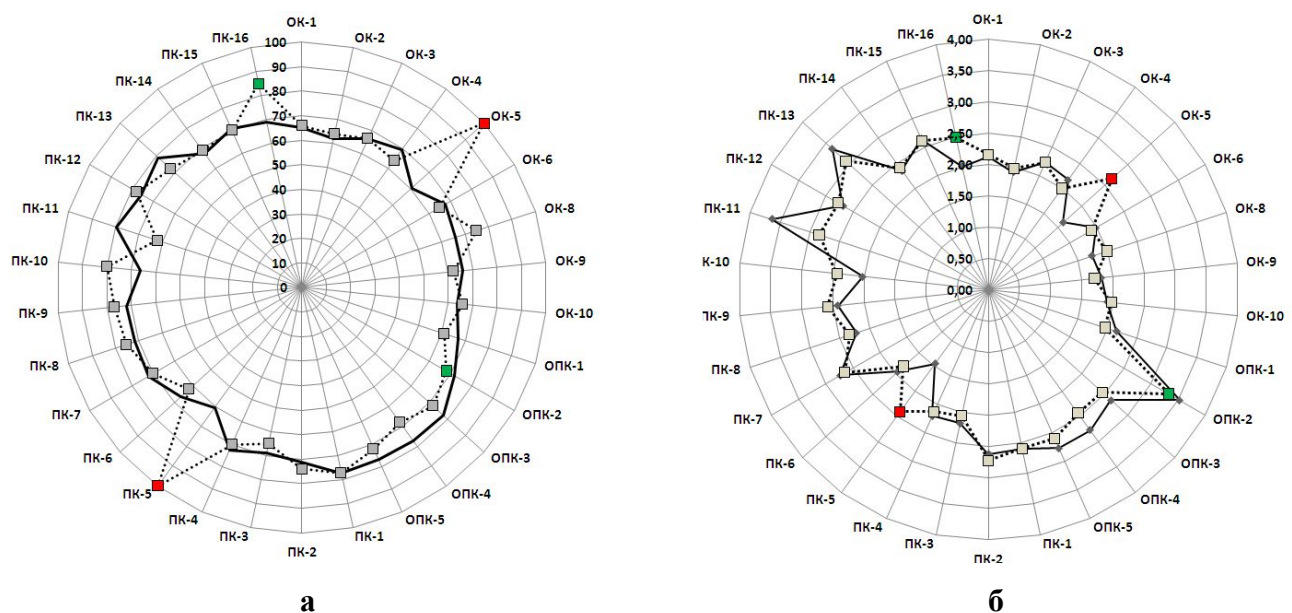 ОК-1
ОК-2
ОК-3
ОК-4
ОК-5
ОК-6
ОК-8
ОК-9
ОК-10
ОПК-1
ОПК-2
ОПК-3
ОПК-4
ОПК-5
ПК-1
ПК-2
ПК-3
ПК-4
ПК-5
ПК-6
ПК-7
ПК-8
ПК-9
ПК-10
ПК-11
ПК-12
ПК-13
ПК-14
ПК-15
ПК-16
100
90
80
70
60
50
40
30
20
10
0
а
ОК-1
ОК-2
ОК-3
ОК-4
ОК-5
ОК-6
ОК-8
ОК-9
ОК-10
ОПК-1
ОПК-2
ОПК-3
ОПК-4
ОПК-5
ПК-1
ПК-2
ПК-3
ПК-4
ПК-5
ПК-6
ПК-7
ПК-8
ІК-9
К-10
ПК-11
ПК-12
ПК-13
ПК-14
ПК-15
ПК-16
4,00
3,50
3,00
2,50
2,00
1,50
1,00
0,50
0,00
б